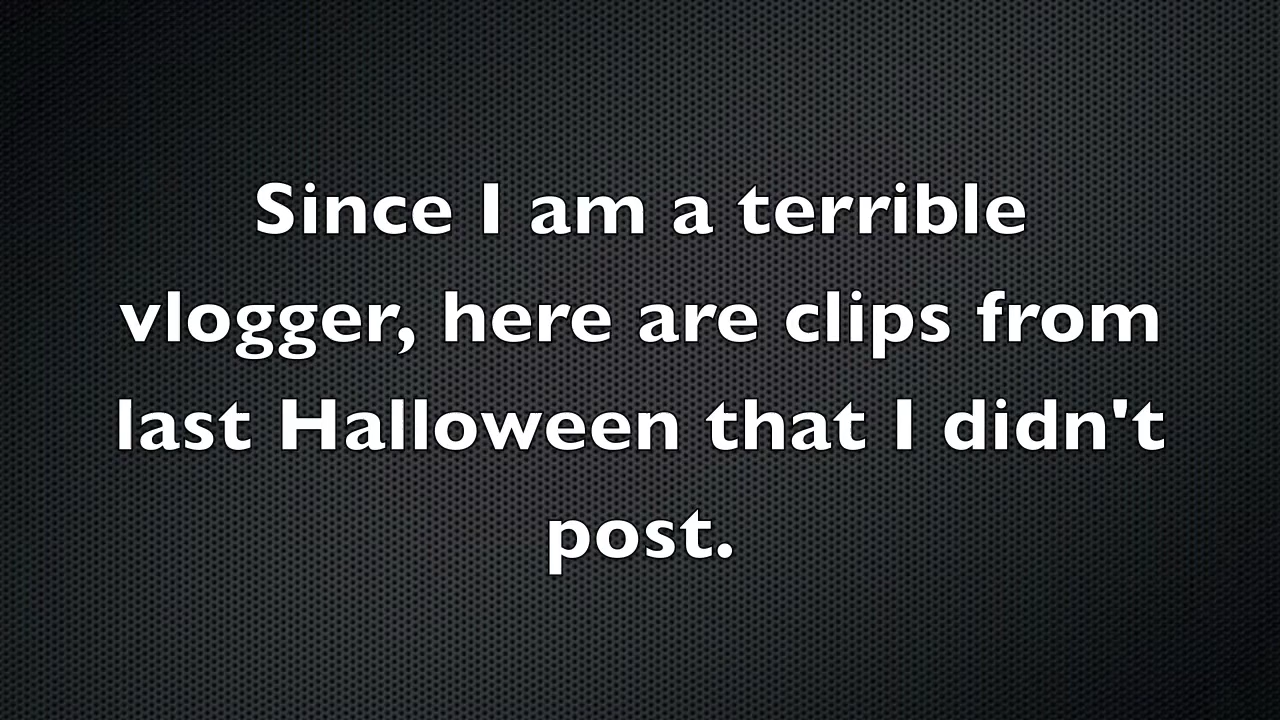 Since I am a terrible
vlogger, here are clips from
last Halloween that I didn't
post.